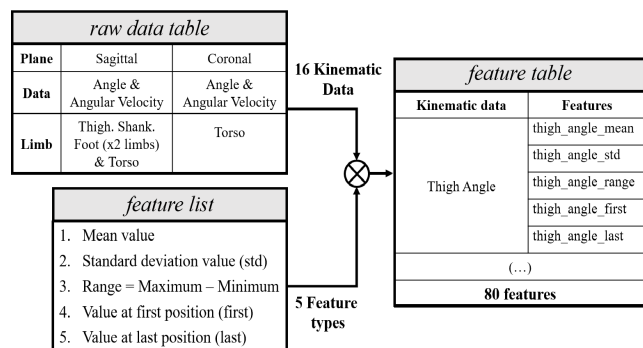 raw data table
Plane Sagittal Coronal
Data Angle & Angular Velocity Angle & Angular Velocity
Limb Thigh. Shank. Foot (x2 limbs) & Torso Torso
16 Kinematic
Data
feature list
1. Mean value
2. Standard deviation value (std)
3. Range = Maximum – Minimum
4. Value at first position (first)
5. Value at last position (last)
5 Feature
types
feature table
Kinematic data Features
Thigh Angle
thigh_angle_mean
thigh_angle_std
thigh_angle_range
thigh_angle_first
thigh_angle_last
(…)
80 features